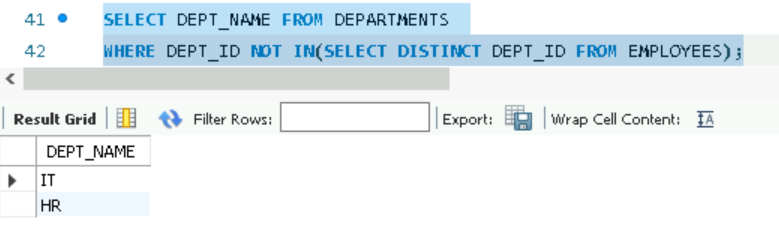 41 SELECT DEPT_NAME FROM DEPARTMENTS
42 WHERE DEPT_ID NOT IN(SELECT DISTINCT DEPT_ID FROM EMPLOYEES);
Result Grid Filter Rows: Export: Wrap Cell Content: IA
DEPT_NAME
IT
HR